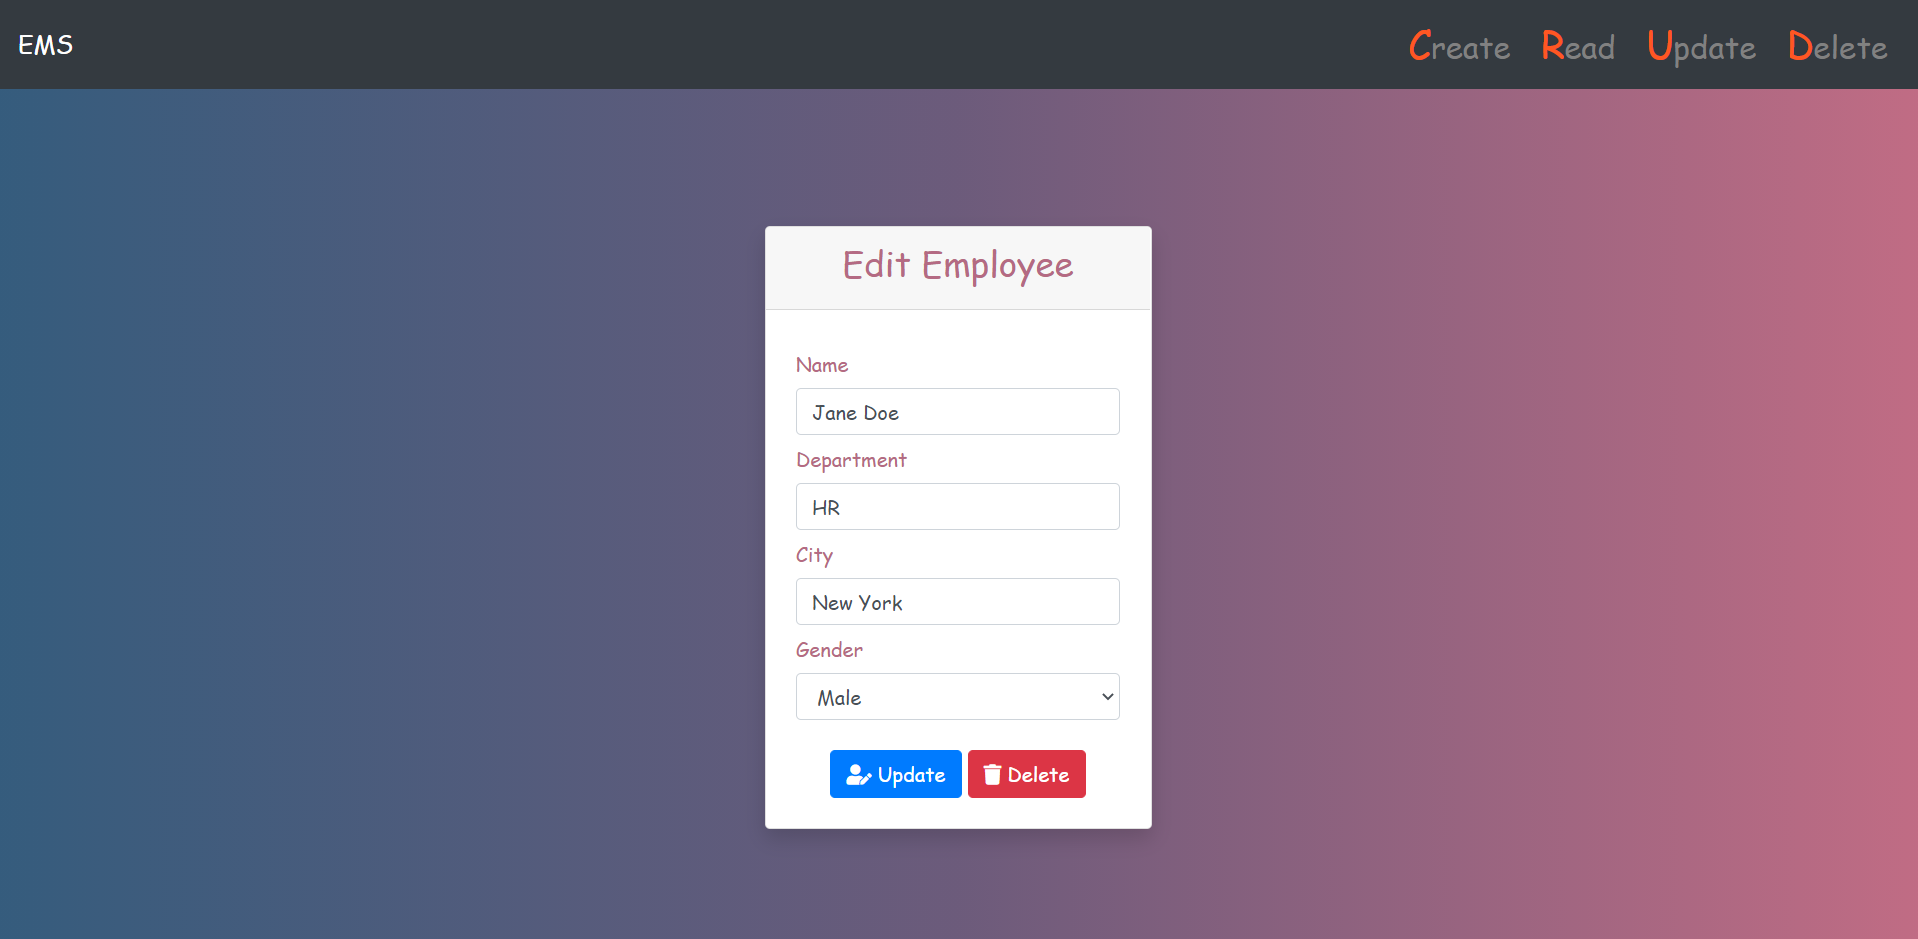 EMS
Create Read Update Delete
Edit Employee
Name
Jane Doe
Department
HR
City
New York
Gender
Male
Update Delete